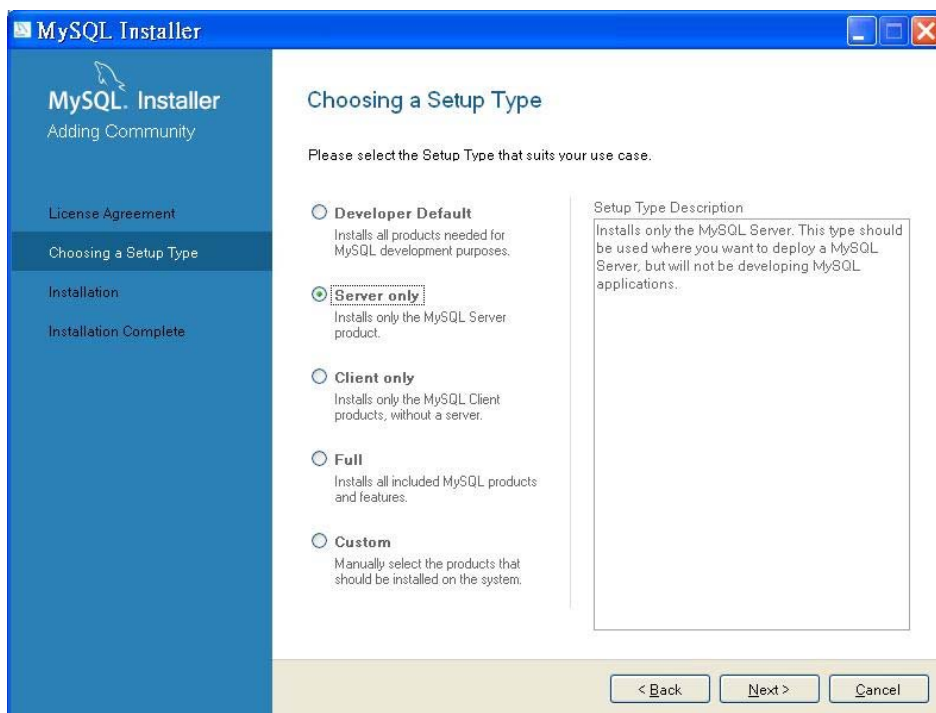 MySQL Installer
MySQL. Installer
Adding Community
License Agreement
Choosing a Setup Type
Installation
Installation Complete
Choosing a Setup Type
Please select the Setup Type that suits your use case.
Developer Default
Installs all products needed for
MySQL development purposes.
Server only
Installs only the MySQL Server
product.
Client only
Installs only the MySQL Client
products, without a server.
Full
Installs all included MySQL products
and features.
Custom
Manually select the products that
should be installed on the system.
Setup Type Description
Installs only the MySQL Server. This type should
be used where you want to deploy a MySQL
Server, but will not be developing MySQL
applications.
< Back
Next >
Cancel